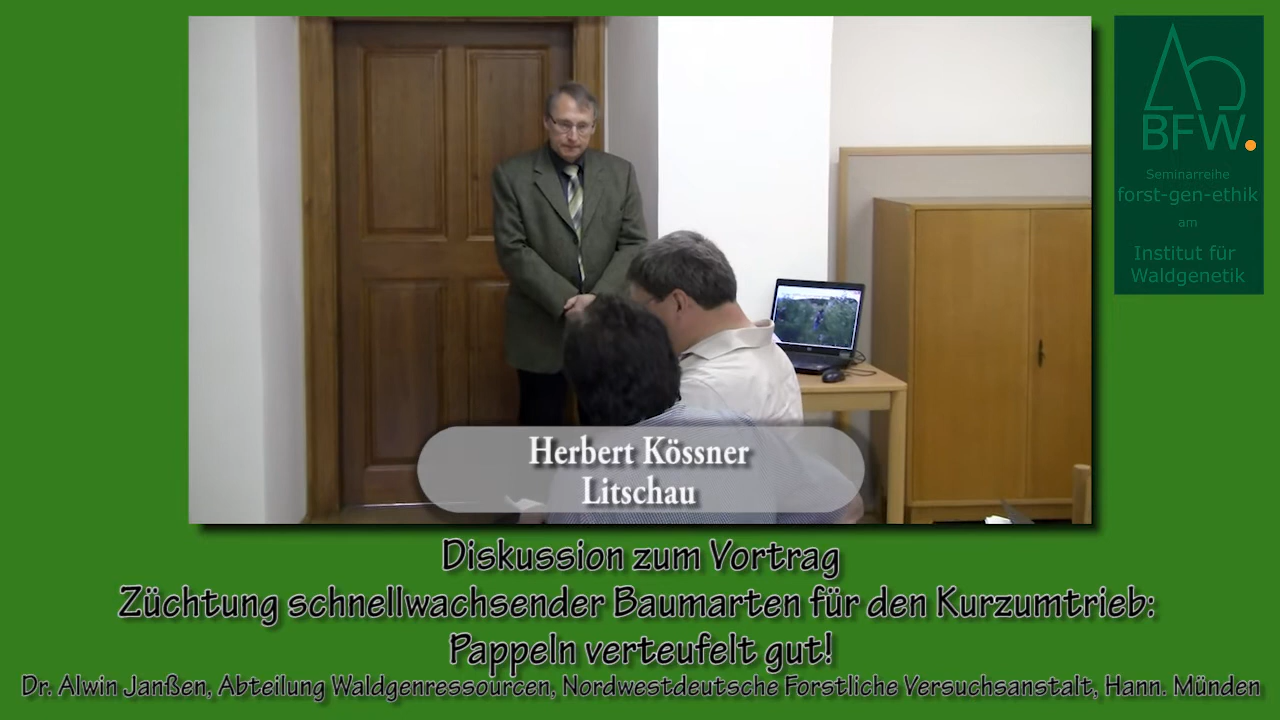 BFW.
Seminarreihe
forst-gen-ethik
am
Institut für
Waldgenetik
Herbert Kössner
Litschau
Diskussion zum Vortrag
Züchtung schnellwachsender Baumarten für den Kurzumtrieb:
Pappeln verteufelt gut!
Dr. Alwin Janßen, Abteilung Waldgenressourcen, Nordwestdeutsche Forstliche Versuchsanstalt, Hann. Münden